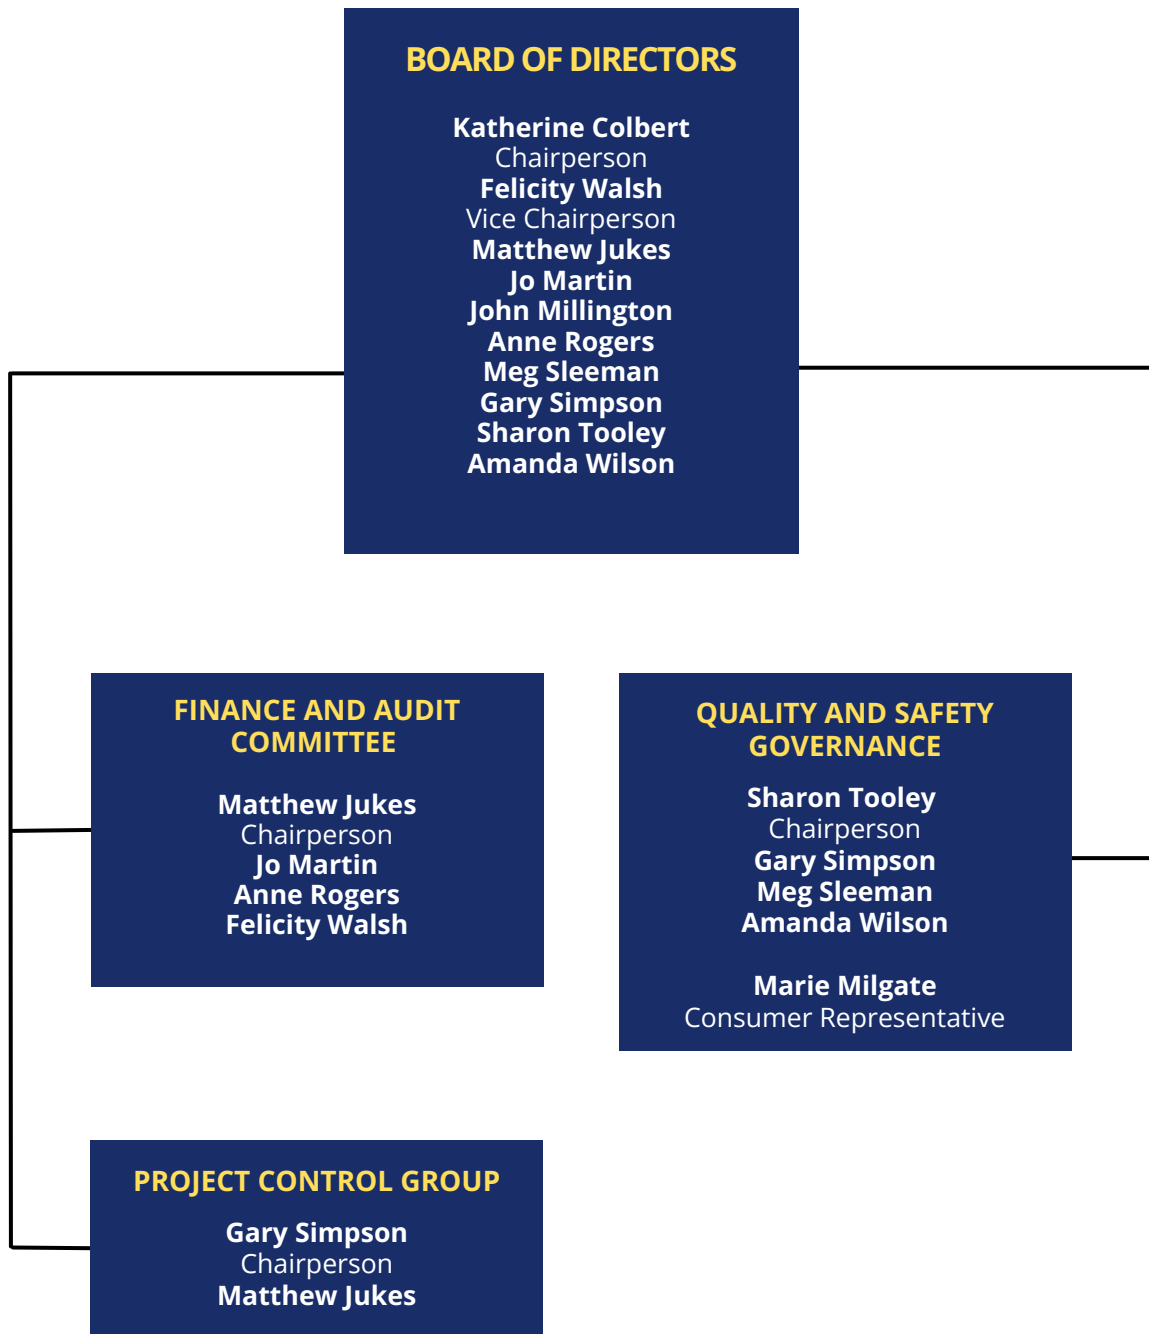 BOARD OF DIRECTORS
Katherine Colbert
Chairperson
Felicity Walsh
Vice Chairperson
Matthew Jukes
Jo Martin
John Millington
Anne Rogers
Meg Sleeman
Gary Simpson
Sharon Tooley
Amanda Wilson
FINANCE AND AUDIT
COMMITTEE
Matthew Jukes
Chairperson
Jo Martin
Anne Rogers
Felicity Walsh
QUALITY AND SAFETY
GOVERNANCE
Sharon Tooley
Chairperson
Gary Simpson
Meg Sleeman
Amanda Wilson
Marie Milgate
Consumer Representative
PROJECT CONTROL GROUP
Gary Simpson
Chairperson
Matthew Jukes